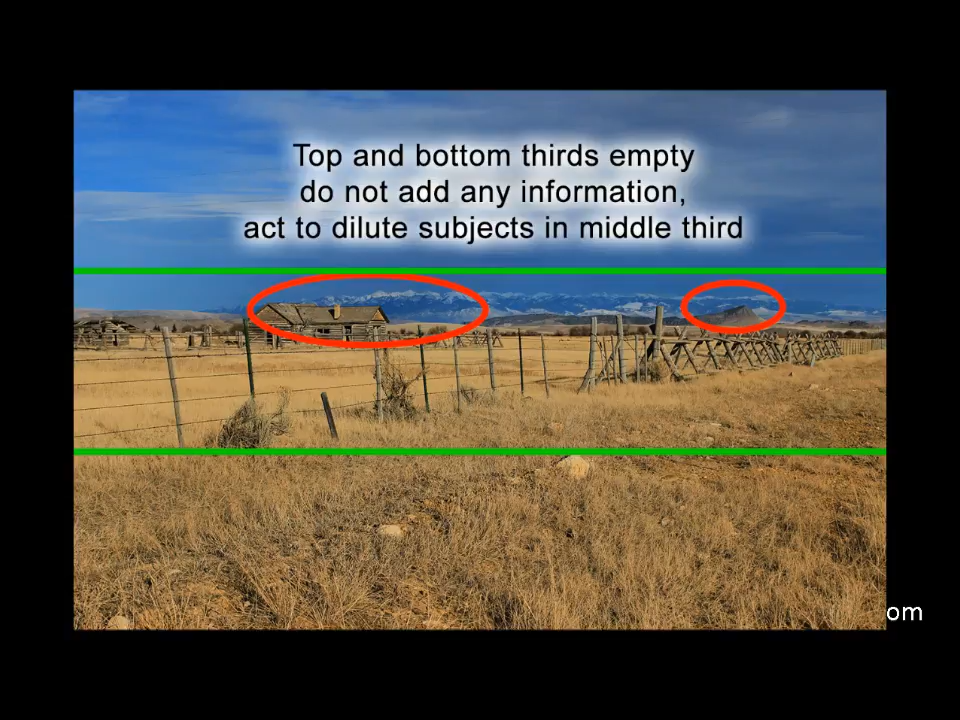 Top and bottom thirds empty
do not add any information,
act to dilute subjects in middle third
om